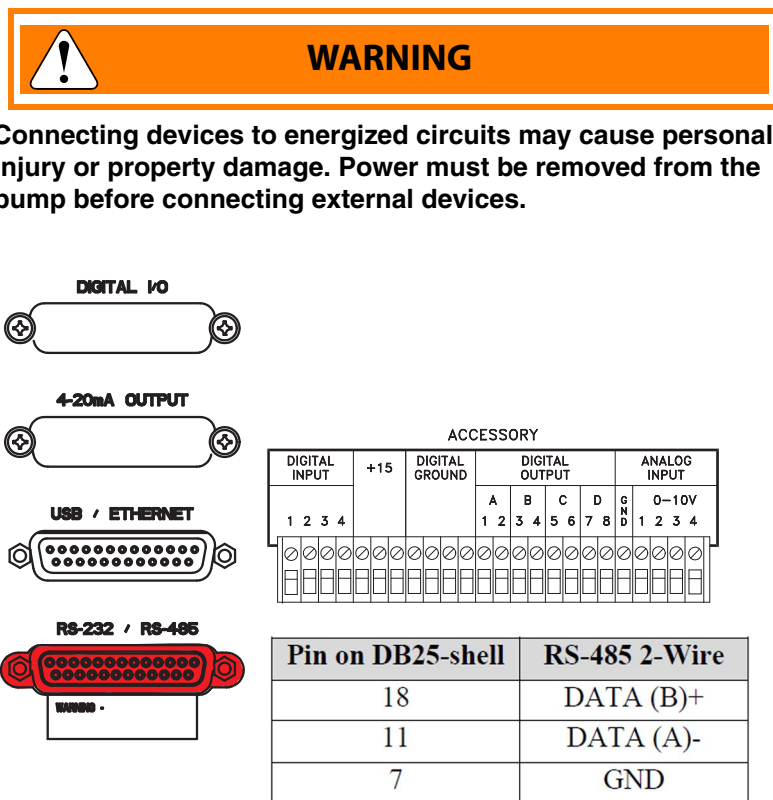 WARNING
Connecting devices to energized circuits may cause personal
injury or property damage. Power must be removed from the
pump before connecting external devices.
DIGITAL I/O
4-20mA OUTPUT
USB / ETHERNET
RS-232 / RS-485
WARNING -
ACCESSORY
DIGITAL INPUT +15 DIGITAL GROUND DIGITAL OUTPUT ANALOG INPUT
A B C D GND 0-10V
1 2 3 4 1 2 3 4 5 6 7 8 1 2 3 4
Pin on DB25-shell RS-485 2-Wire
18 DATA (B)+
11 DATA (A)-
7 GND